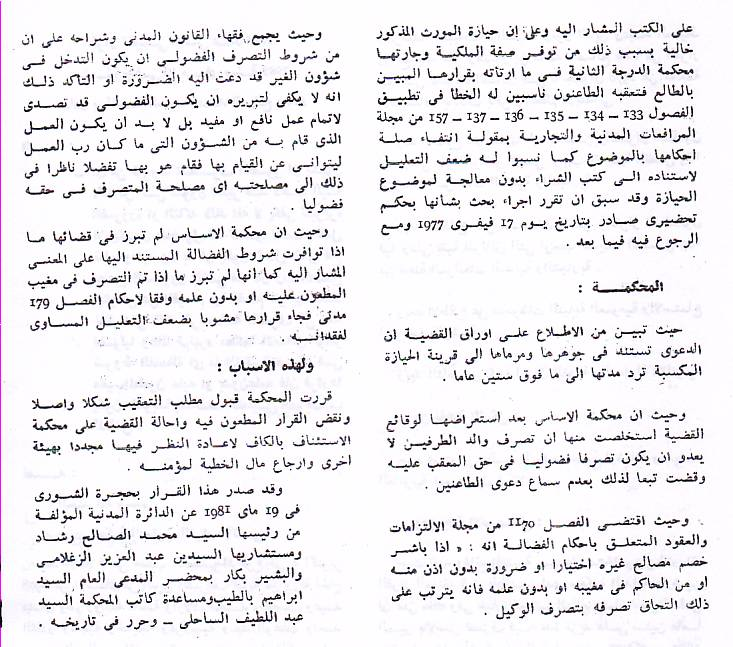 على الكتب المشار اليه وعلى إن حيازة المورث المذكور
خالية بسبب ذلك من توفر صفة الملكية وجارتها
محكمة الدرجة الثانية فى ما ارتاته بقرارها المبين
بالطالع فتعقبه الطاعنون ناسبين له الخطأ فى تطبيق
الفصول 133 – 134 – 135 – 136 – 137 – 157 من مجلة
المرافعات المدنية والتجارية بمقولة انتفاء صلة
احكامها بالموضوع كما نسبوا له ضعف التعليل
لاستناده الى كتب الشراء بدون معالجة لموضوع
الحيازة وقد سبق ان تقرر اجراء بحث بشأنها بحكم
تحضيرى صادر بتاريخ يوم 17 فيفرى 1977 ومع
الرجوع فيه فيما بعد .
المحكمــة :
حيث تبين من الاطلاع على اوراق القضية ان
الدعوى تستند فى جوهرها ومرماها الى قرينة الحيازة
المكسبة ترد مدتها الى ما فوق ستين عاما .
وحيث ان محكمة الاساس بعد استعراضها لوقائع
القضية استخلصت منها ان تصرف والد الطرفين لا
يعدو ان يكون تصرفا فضوليا فى حق المعقب عليه
وقضت تبعا لذلك بعدم سماع دعوى الطاعنين .
وحيث اقتضى الفصل 1170 من مجلة الالتزامات
والعقود المتعلق باحكام الفضالة انه : « اذا باشر
خصم مصالح غيره اختيارا او ضرورة بدون اذن منه
او من الحاكم فى مغيبه او بدون علمه فانه يترتب على
ذلك التحاق تصرفه بتصرف الوكيل .
وحيث يجمع فقهاء القانون المدنى وشراحه على ان
من شروط التصرف الفضولى ان يكون التدخل فى
شؤون الغير قد دعت اليه الضرورة او التاكد ذلك
انه لا يكفى لتبريره ان يكون الفضولى قد تصدى
لاتمام عمل نافع او مفيد بل لا بد ان يكون العمل
الذى قام به من الشؤون التى ما كان رب العمل
ليتوانى عن القيام بها فقام هو بها تفضلا ناظرا فى
ذلك الى مصلحته اى مصلحة المتصرف فى حقه
فضوليا
وحيث ان محكمة الاساس لم تبرز فى قضائها ما
اذا توافرت شروط الفضالة المستند اليها على المعنى
المشار اليه كما انها لم تبرز ما اذا تم التصرف فى مغيب
المطعون عليه او بدون علمه وفقا لاحكام الفصل 1179
مدنى فجاء قرارها مشوبا بضعف التعليل المساوى
لفقدانه .
ولهذه الاسباب :
قررت المحكمة قبول مطلب التعقيب شكلا واصلا
ونقض القرار المطعون فيه واحالة القضية على محكمة
الاستئناف بالكاف لاعادة النظر فيها مجددا بهيئة
اخرى وارجاع مال الخطية لمؤمنه .
وقد صدر هذا القرار بحجرة الشورى
فى 19 ماى 1981 عن الدائرة المدنية المؤلفة
من رئيسها السيد محمد الصالح رشاد
ومستشاريها السيدين عبد العزيز الزغلامى
والبشير بكار بمحضر المدعى العام السيد
ابراهيم بالطيب ومساعدة كاتب المحكمة السيد
عبد اللطيف الساحلى – وحرر فى تاريخه .